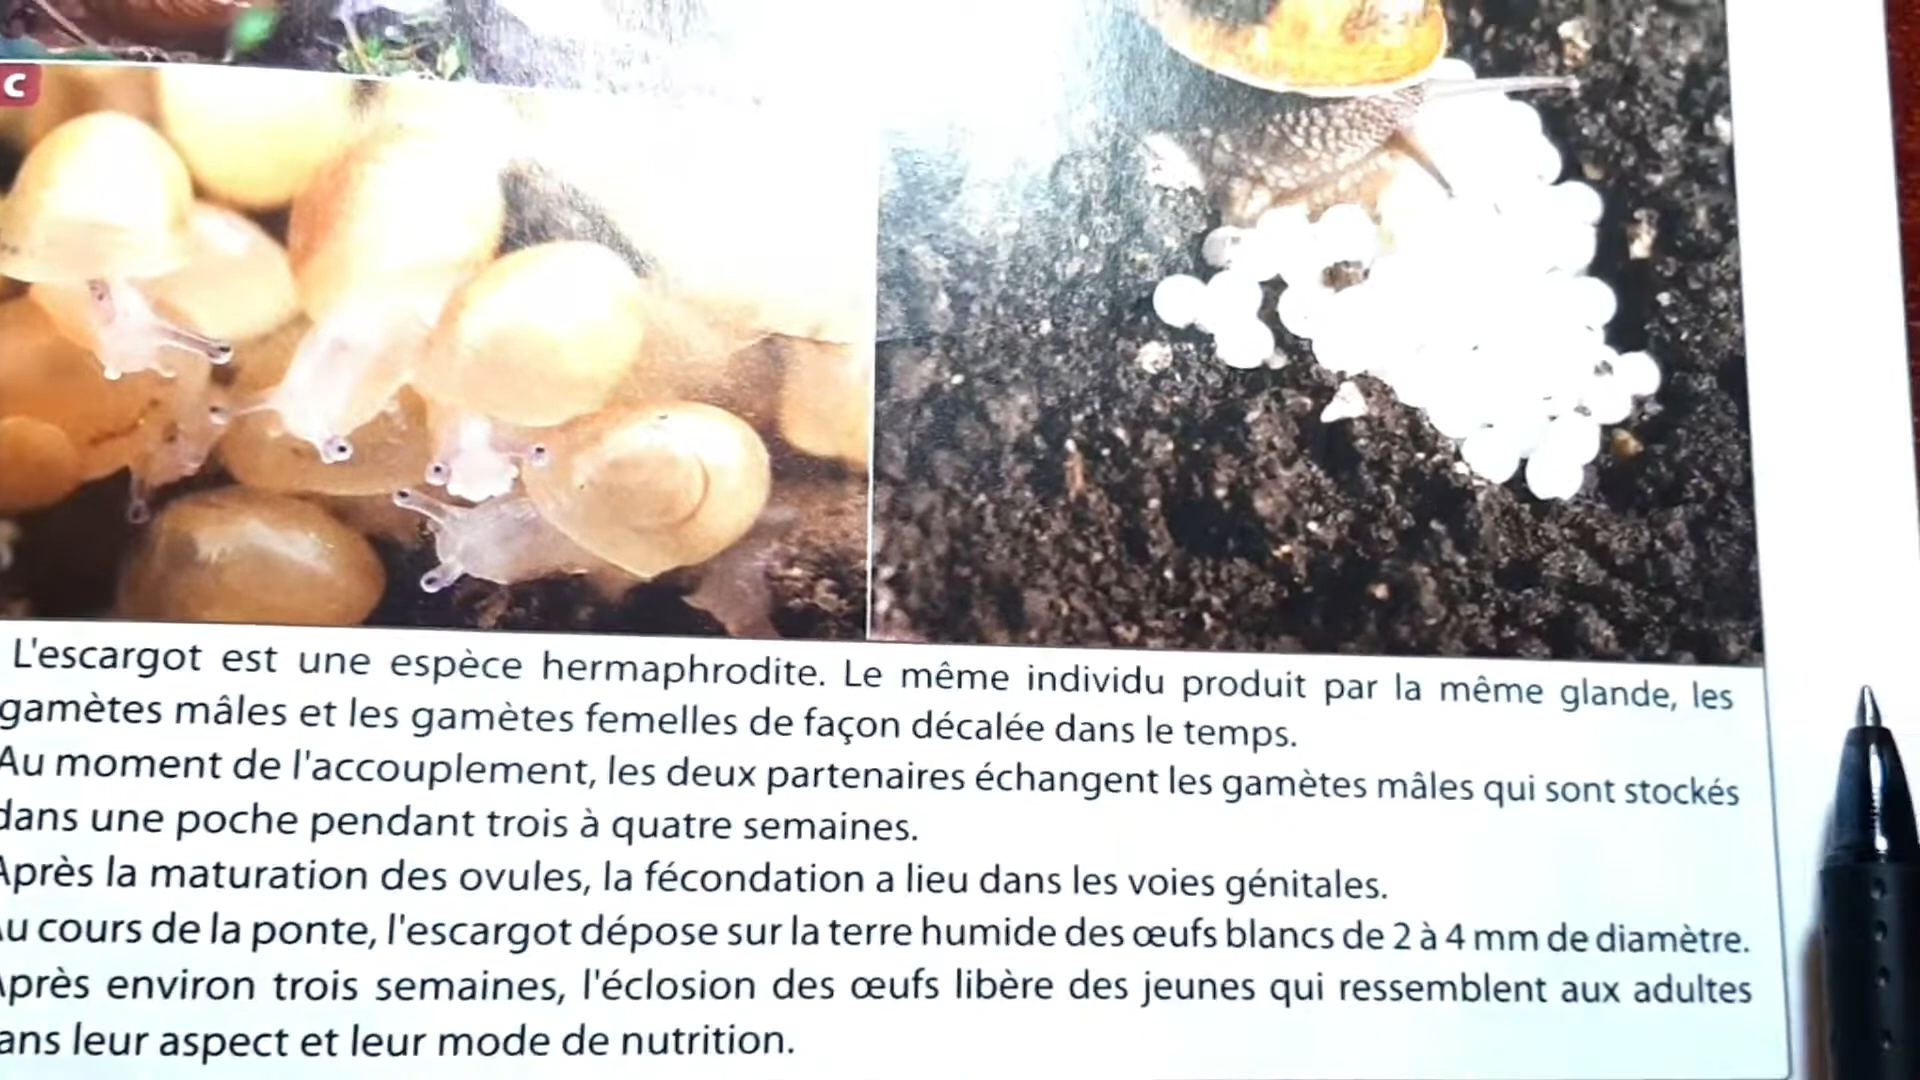 C
L'escargot est une espèce hermaphrodite. Le même individu produit par la même glande, les
gamètes mâles et les gamètes femelles de façon décalée dans le temps.
Au moment de l'accouplement, les deux partenaires échangent les gamètes mâles qui sont stockés
dans une poche pendant trois à quatre semaines.
Après la maturation des ovules, la fécondation a lieu dans les voies génitales.
Au cours de la ponte, l'escargot dépose sur la terre humide des œufs blancs de 2 à 4 mm de diamètre.
Après environ trois semaines, l'éclosion des œufs libère des jeunes qui ressemblent aux adultes
dans leur aspect et leur mode de nutrition.